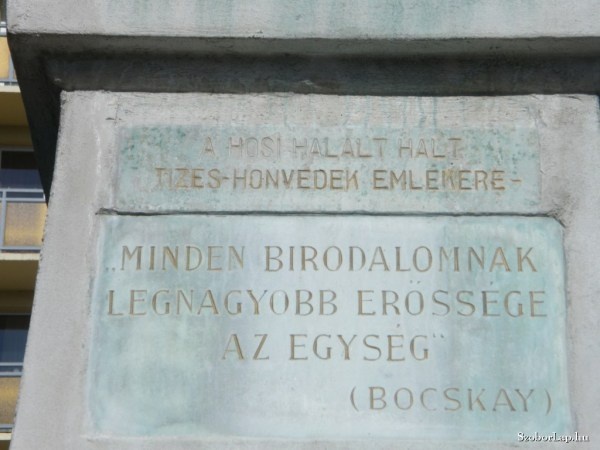 A HŐSI HALÁLT HALT
TIZES-HONVÉDEK EMLÉKÉRE-
„MINDEN BIRODALOMNAK
LEGNAGYOBB ERŐSSÉGE
AZ EGYSÉG"
(BOCSKAY)
SzoborLap.hu